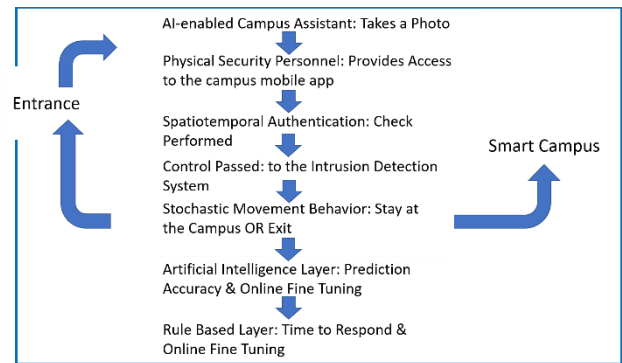 AI-enabled Campus Assistant: Takes a Photo
Physical Security Personnel: Provides Access
to the campus mobile app
Entrance
Spatiotemporal Authentication: Check
Performed
Smart Campus
Control Passed: to the Intrusion Detection
System
Stochastic Movement Behavior: Stay at
the Campus OR Exit
Artificial Intelligence Layer: Prediction
Accuracy & Online Fine Tuning
Rule Based Layer: Time to Respond &
Online Fine Tuning